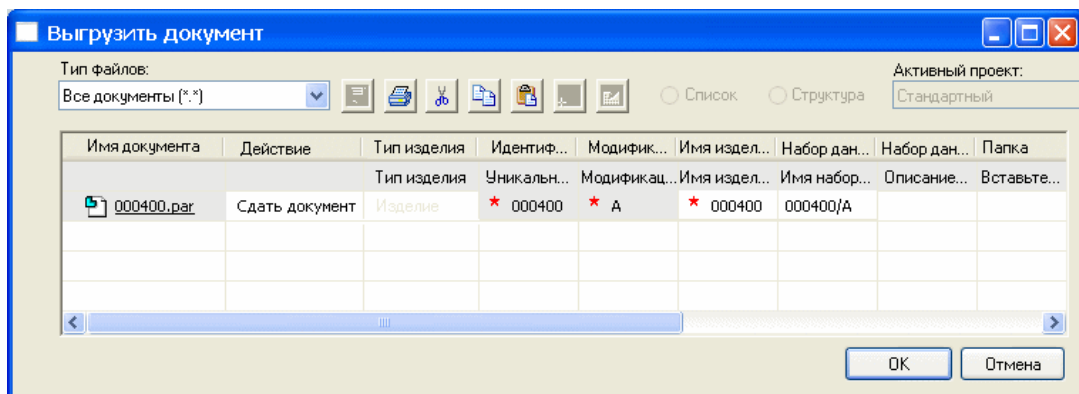 Выгрузить документ
Тип файлов: Активный проект:
Все документы (*.*) Список Структура Стандартный
Имя документа Действие Тип изделия Идентиф... Модифик... Имя издел... Набор дан... Набор дан... Папка
Тип изделия Уникальн... Модификац... Имя издел... Имя набор... Описание... Вставьте...
000400.par Сдать документ Изделие * 000400 * A * 000400 000400/A
OK Отмена